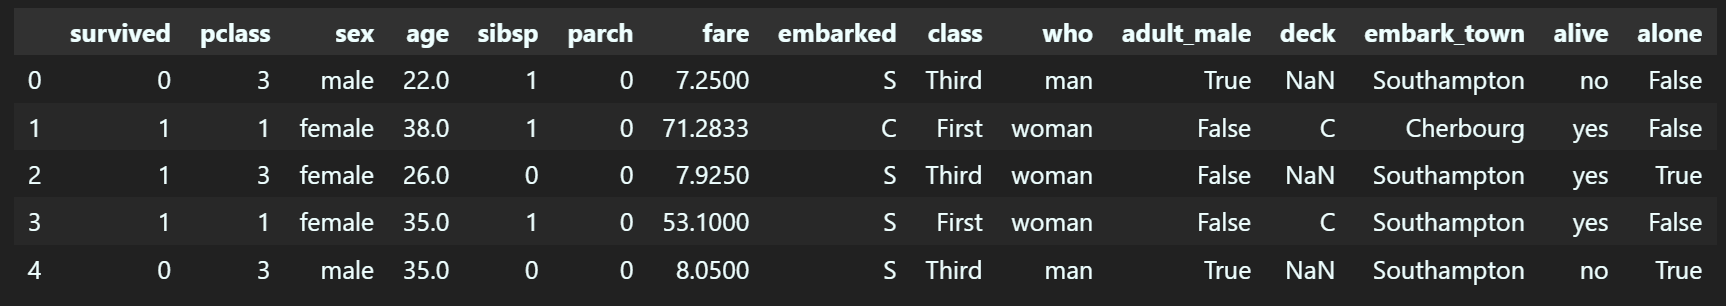 survived pclass sex age sibsp parch fare embarked class who adult_male deck embark_town alive alone
0 0 3 male 22.0 1 0 7.2500 S Third man True NaN Southampton no False
1 1 1 female 38.0 1 0 71.2833 C First woman False C Cherbourg yes False
2 1 3 female 26.0 0 0 7.9250 S Third woman False NaN Southampton yes True
3 1 1 female 35.0 1 0 53.1000 S First woman False C Southampton yes False
4 0 3 male 35.0 0 0 8.0500 S Third man True NaN Southampton no True